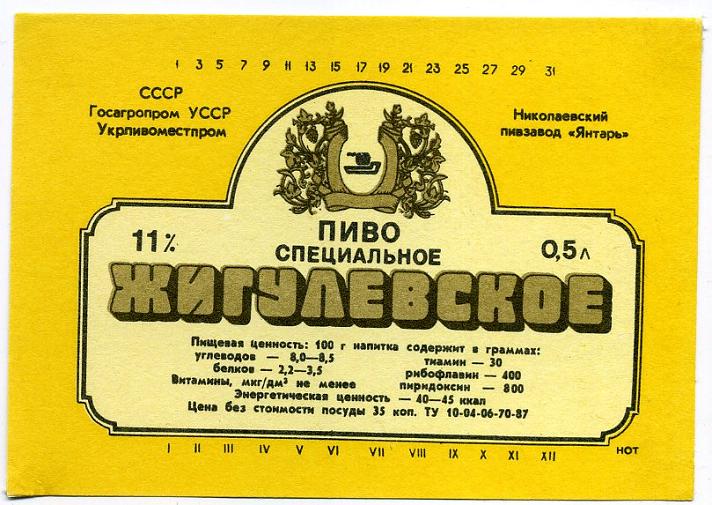 1 3 5 7 9 11 13 15 17 19 21 23 25 27 29 31
СССР
Госагропром УССР
Укрпивоместпром
Николаевский
пивзавод «Янтарь»
11%
ПИВО
СПЕЦИАЛЬНОЕ
0,5л
ЖИГУЛЕВСКОЕ
Пищевая ценность: 100 г напитка содержит в граммах:
углеводов — 8,0—8,5
белков — 2,2—3,5
Витамины, мкг/дм³ не менее
тиамин — 30
рибофлавин — 400
пиридоксин — 800
Энергетическая ценность — 40—45 ккал
Цена без стоимости посуды 35 коп. ТУ 10-04-06-70-87
I II III IV V VI VII VIII IX X XI XII
НОТ